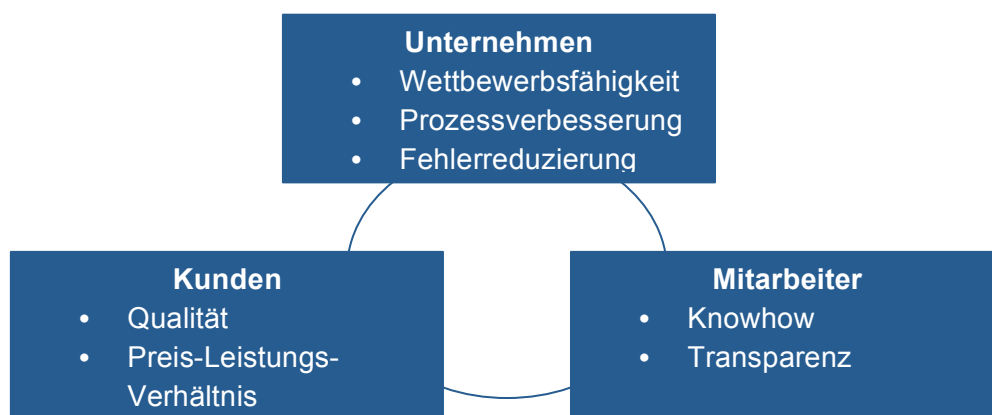 Unternehmen
• Wettbewerbsfähigkeit
• Prozessverbesserung
• Fehlerreduzierung
Kunden
• Qualität
• Preis-Leistungs-
Verhältnis
Mitarbeiter
• Knowhow
• Transparenz